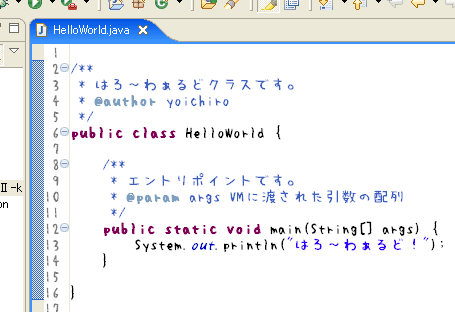 HelloWorld.java
1
2 /**
3 * はろ～わぁるどクラスです。
4 * @author yoichiro
5 */
6 public class HelloWorld {
7
8 /**
9 * エントリポイントです。
10 * @param args VMに渡された引数の配列
11 */
12 public static void main(String[] args) {
13 System.out.println("はろ～わぁるど！");
14 }
15
16 }
II -k
on